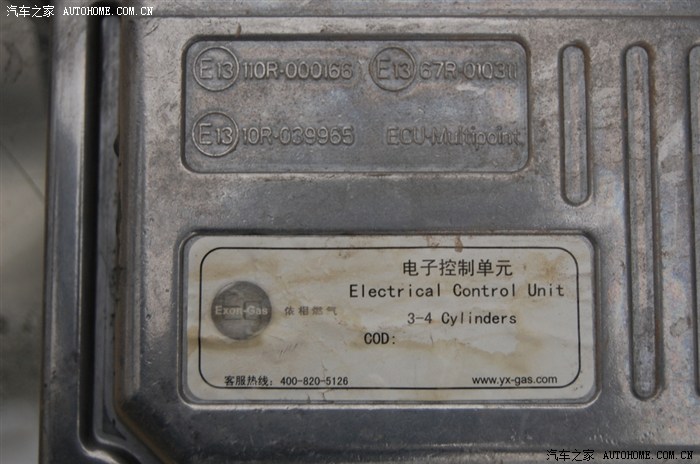 汽车之家 AUTOHOME.COM.CN
E13 110R-000166 E13 67R-010311
E13 10R-039965 ECU-Multipoint
电子控制单元
Electrical Control Unit
Exon-Gas 依相燃气
3-4 Cylinders
COD:
客服热线：400-820-5126 www.yx-gas.com
汽车之家 AUTOHOME.COM.CN